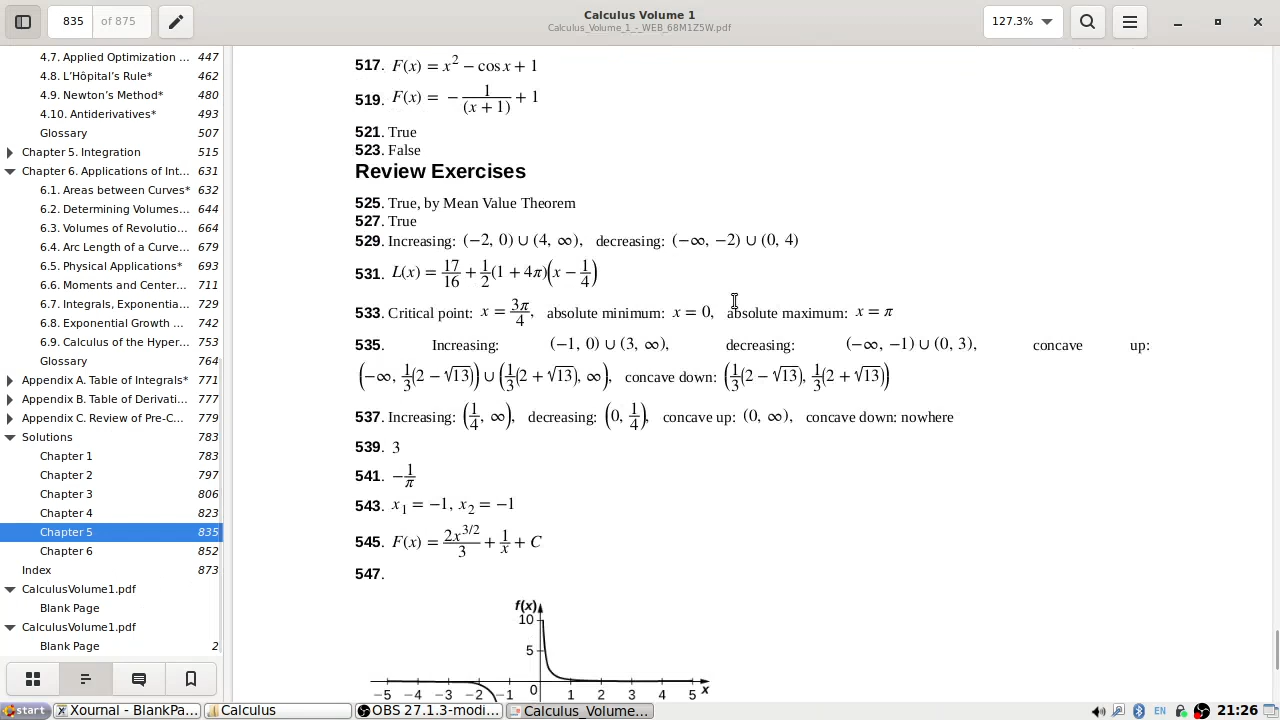 835 of 875
Calculus Volume 1
Calculus_Volume_1_-_WEB_68M1Z5W.pdf
127.3%
4.7. Applied Optimization ... 447
4.8. L'Hôpital's Rule* 462
4.9. Newton's Method* 480
4.10. Antiderivatives* 493
Glossary 507
Chapter 5. Integration 515
Chapter 6. Applications of Int... 631
6.1. Areas between Curves* 632
6.2. Determining Volumes... 644
6.3. Volumes of Revolutio... 664
6.4. Arc Length of a Curve... 679
6.5. Physical Applications* 693
6.6. Moments and Center... 711
6.7. Integrals, Exponentia... 729
6.8. Exponential Growth ... 742
6.9. Calculus of the Hyper... 753
Glossary 764
Appendix A. Table of Integrals* 771
Appendix B. Table of Derivati... 777
Appendix C. Review of Pre-C... 779
Solutions 783
Chapter 1 783
Chapter 2 797
Chapter 3 806
Chapter 4 823
Chapter 5 835
Chapter 6 852
Index 873
CalculusVolume1.pdf
Blank Page
CalculusVolume1.pdf
Blank Page 2
517. F(x) = x² − cos x + 1
519. F(x) = − 1/(x + 1) + 1
521. True
523. False
Review Exercises
525. True, by Mean Value Theorem
527. True
529. Increasing: (−2, 0) ∪ (4, ∞), decreasing: (−∞, −2) ∪ (0, 4)
531. L(x) = 17/16 + 1/2(1 + 4π)(x − 1/4)
533. Critical point: x = 3π/4, absolute minimum: x = 0, absolute maximum: x = π
535. Increasing: (−1, 0) ∪ (3, ∞), decreasing: (−∞, −1) ∪ (0, 3), concave up:
(−∞, 1/3(2 − √13)) ∪ (1/3(2 + √13), ∞), concave down: (1/3(2 − √13), 1/3(2 + √13))
537. Increasing: (1/4, ∞), decreasing: (0, 1/4), concave up: (0, ∞), concave down: nowhere
539. 3
541. −1/π
543. x₁ = −1, x₂ = −1
545. F(x) = 2x^(3/2)/3 + 1/x + C
547.
f(x)
10
5
−5 −4 −3 −2 −1 0 1 2 3 4 5 x
start
Xournal - BlankPa...
Calculus
OBS 27.1.3-modi...
Calculus_Volume...
EN
21:26